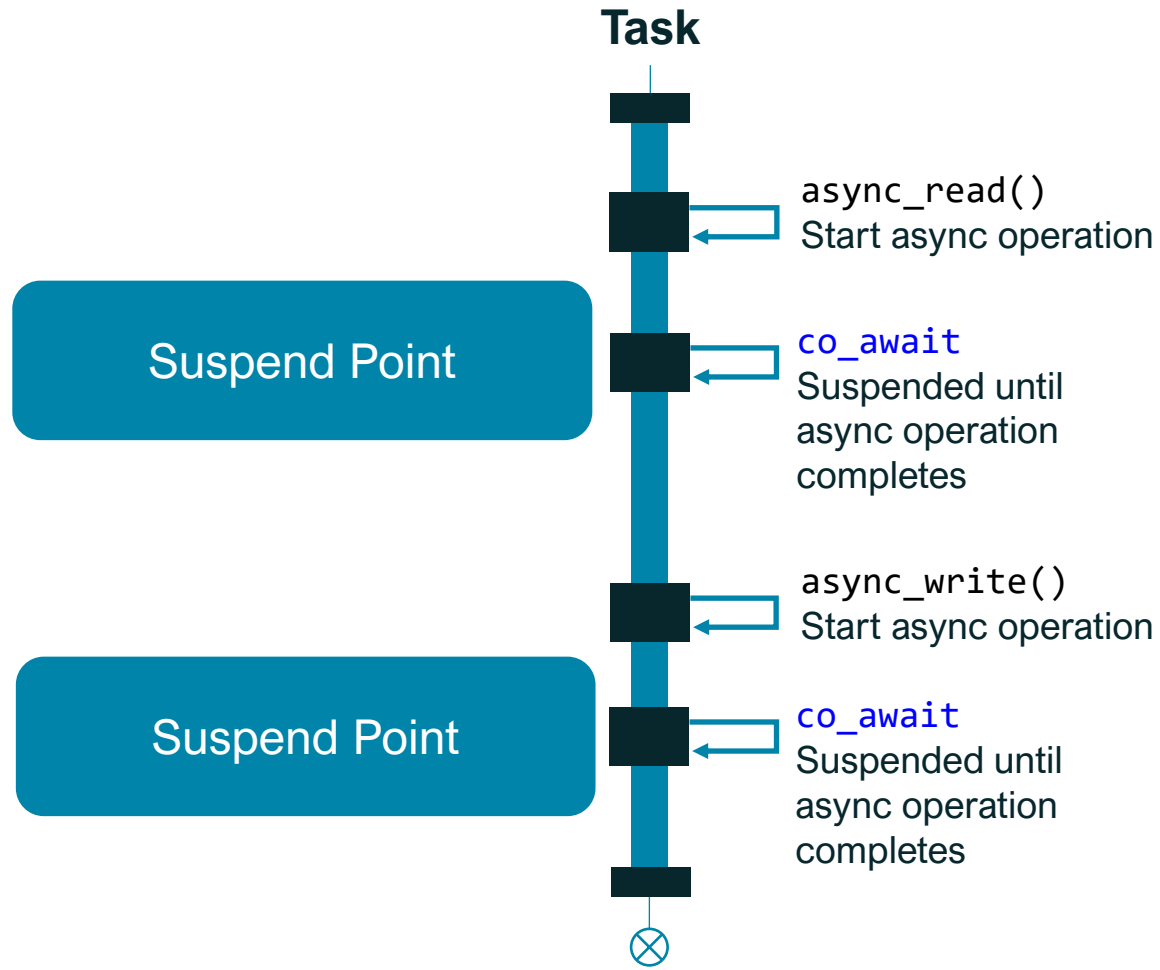 Task
async_read()
Start async operation
Suspend Point
co_await
Suspended until
async operation
completes
async_write()
Start async operation
Suspend Point
co_await
Suspended until
async operation
completes